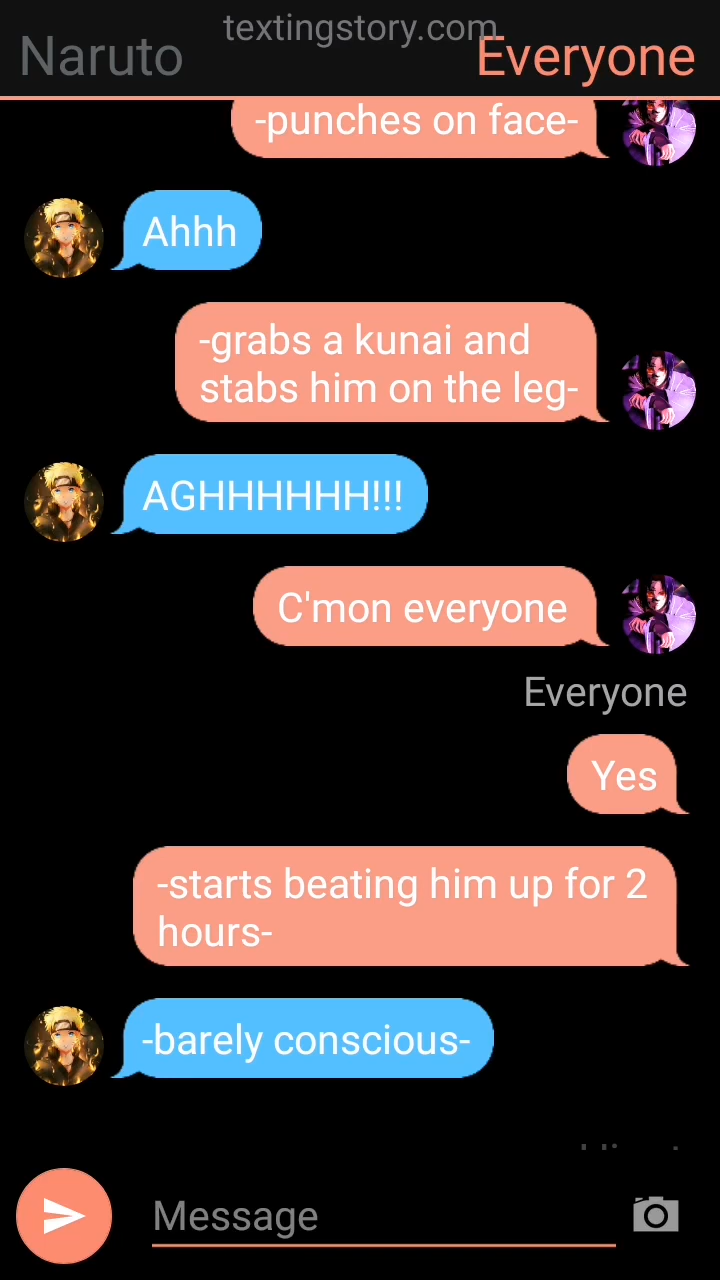 textingstory.com
Naruto
Everyone
-punches on face-
Ahhh
-grabs a kunai and
stabs him on the leg-
AGHHHHHH!!!
C'mon everyone
Everyone
Yes
-starts beating him up for 2
hours-
-barely conscious-
Message